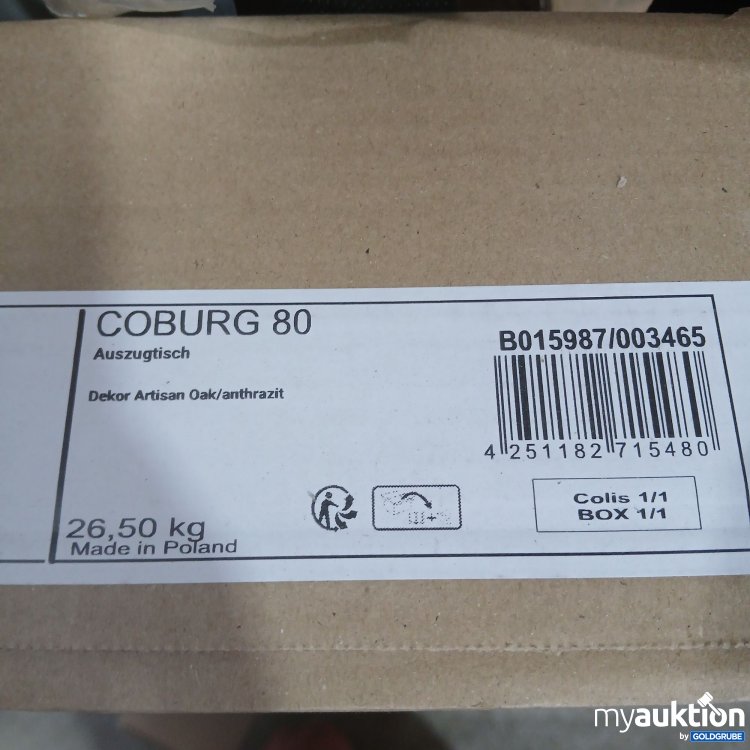 COBURG 80
Auszugtisch
Dekor Artisan Oak/anthrazit
B015987/003465
4 251182 715480
Colis 1/1
BOX 1/1
26,50 kg
Made in Poland
myauktion
by GOLDGRUBE